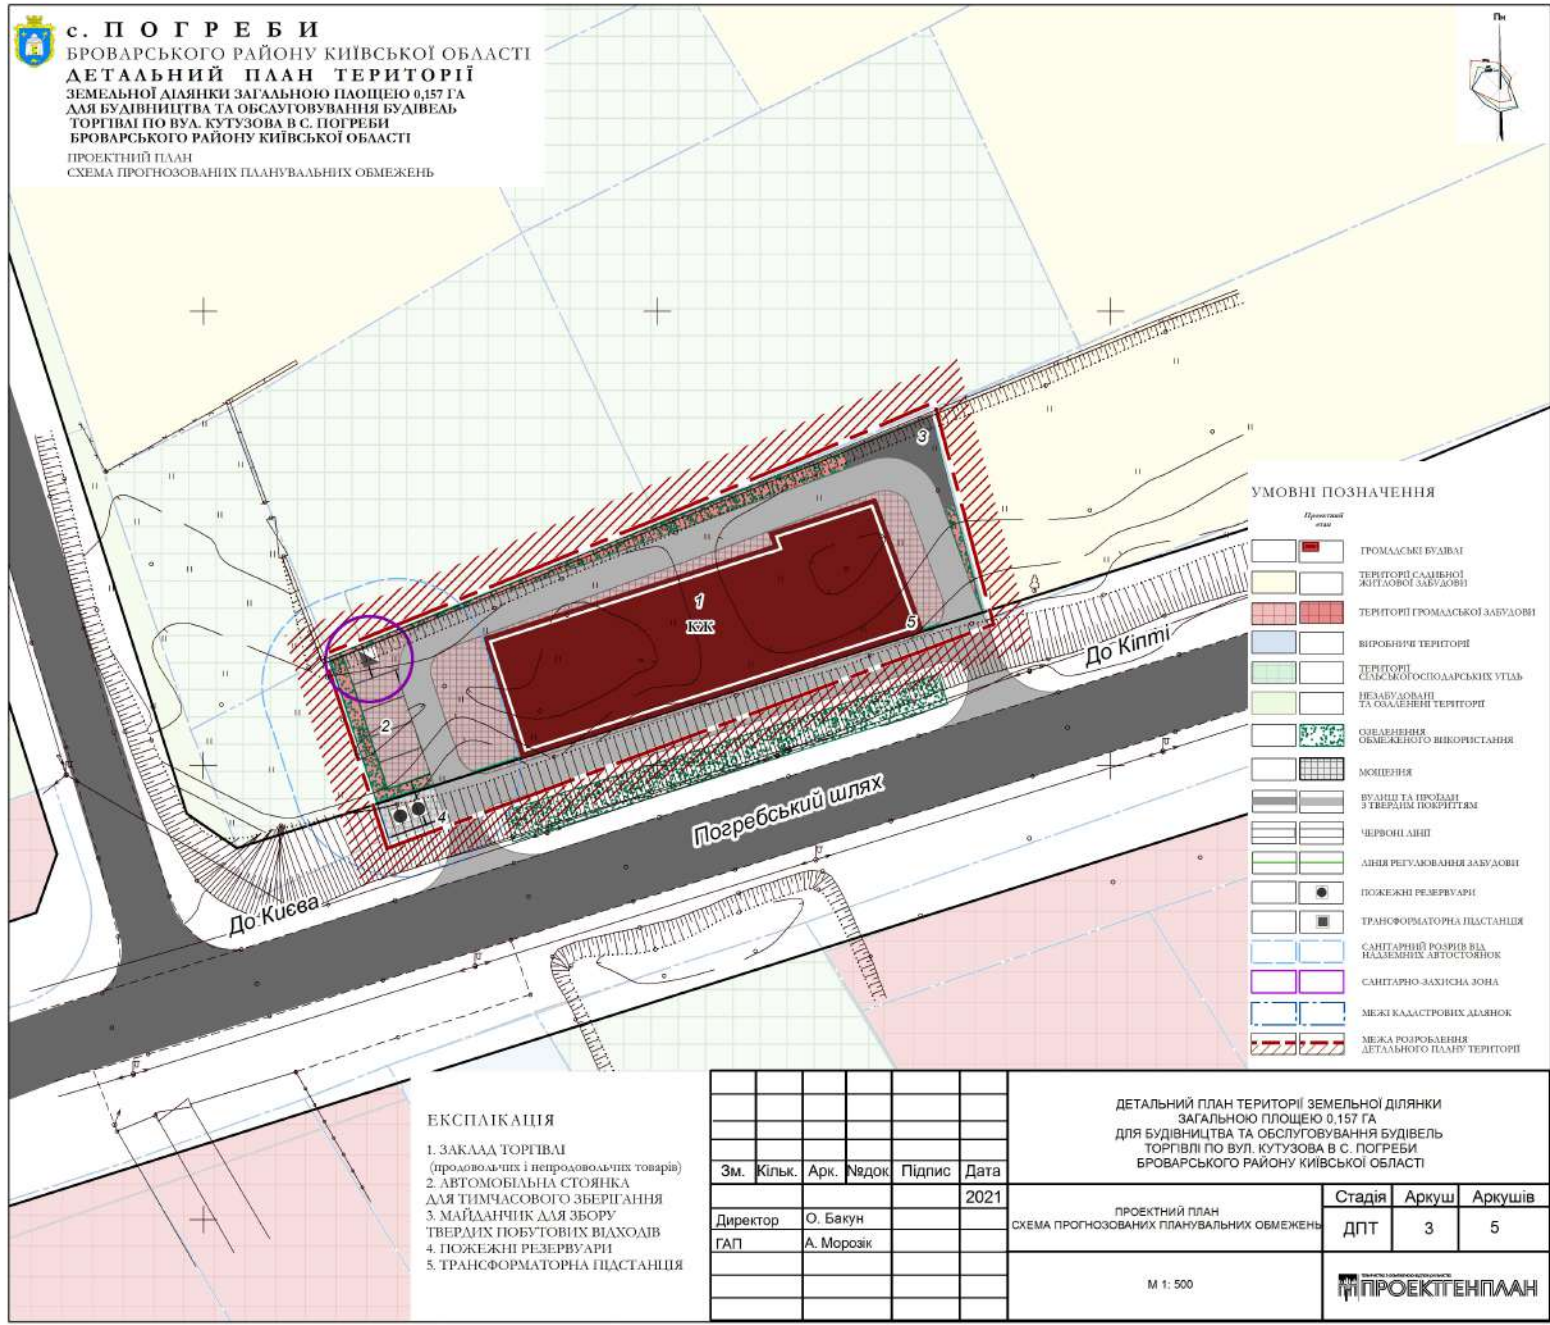 с. ПОГРЕБИ
БРОВАРСЬКОГО РАЙОНУ КИЇВСЬКОЇ ОБЛАСТІ
ДЕТАЛЬНИЙ ПЛАН ТЕРИТОРІЇ
ЗЕМЕЛЬНОЇ ДІЛЯНКИ ЗАГАЛЬНОЮ ПЛОЩЕЮ 0,157 ГА
ДЛЯ БУДІВНИЦТВА ТА ОБСЛУГОВУВАННЯ БУДІВЕЛЬ
ТОРГІВЛІ ПО ВУЛ. КУТУЗОВА В С. ПОГРЕБИ
БРОВАРСЬКОГО РАЙОНУ КИЇВСЬКОЇ ОБЛАСТІ
ПРОЕКТНИЙ ПЛАН
СХЕМА ПРОГНОЗОВАНИХ ПЛАНУВАЛЬНИХ ОБМЕЖЕНЬ
Пн
3
1
КЖ
5
2
4
До Кіпті
Погребський шлях
До Києва
УМОВНІ ПОЗНАЧЕННЯ
Проектний
етап
ГРОМАДСЬКІ БУДІВЛІ
ТЕРИТОРІЇ САДИБНОЇ
ЖИТЛОВОЇ ЗАБУДОВИ
ТЕРИТОРІЇ ГРОМАДСЬКОЇ ЗАБУДОВИ
ВИРОБНИЧІ ТЕРИТОРІЇ
ТЕРИТОРІЇ
СІЛЬСЬКОГОСПОДАРСЬКИХ УГІДЬ
НЕЗАБУДОВАНІ
ТА ОЗЕЛЕНЕНІ ТЕРИТОРІЇ
ОЗЕЛЕНЕННЯ
ОБМЕЖЕНОГО ВИКОРИСТАННЯ
МОЩЕННЯ
ВУЛИЦІ ТА ПРОЇЗДИ
З ТВЕРДИМ ПОКРИТТЯМ
ЧЕРВОНІ ЛІНІЇ
ЛІНІЯ РЕГУЛЮВАННЯ ЗАБУДОВИ
ПОЖЕЖНІ РЕЗЕРВУАРИ
ТРАНСФОРМАТОРНА ПІДСТАНЦІЯ
САНІТАРНИЙ РОЗРИВ ВІД
НАДЗЕМНИХ АВТОСТОЯНОК
САНІТАРНО-ЗАХИСНА ЗОНА
МЕЖІ КАДАСТРОВИХ ДІЛЯНОК
МЕЖА РОЗРОБЛЕННЯ
ДЕТАЛЬНОГО ПЛАНУ ТЕРИТОРІЇ
ЕКСПЛІКАЦІЯ
1. ЗАКЛАД ТОРГІВЛІ
(продовольчих і непродовольчих товарів)
2. АВТОМОБІЛЬНА СТОЯНКА
ДЛЯ ТИМЧАСОВОГО ЗБЕРІГАННЯ
3. МАЙДАНЧИК ДЛЯ ЗБОРУ
ТВЕРДИХ ПОБУТОВИХ ВІДХОДІВ
4. ПОЖЕЖНІ РЕЗЕРВУАРИ
5. ТРАНСФОРМАТОРНА ПІДСТАНЦІЯ
ДЕТАЛЬНИЙ ПЛАН ТЕРИТОРІЇ ЗЕМЕЛЬНОЇ ДІЛЯНКИ
ЗАГАЛЬНОЮ ПЛОЩЕЮ 0,157 ГА
ДЛЯ БУДІВНИЦТВА ТА ОБСЛУГОВУВАННЯ БУДІВЕЛЬ
ТОРГІВЛІ ПО ВУЛ. КУТУЗОВА В С. ПОГРЕБИ
БРОВАРСЬКОГО РАЙОНУ КИЇВСЬКОЇ ОБЛАСТІ
Зм. Кільк. Арк. №док Підпис Дата
2021
Директор О. Бакун
ГАП А. Морозік
ПРОЕКТНИЙ ПЛАН
СХЕМА ПРОГНОЗОВАНИХ ПЛАНУВАЛЬНИХ ОБМЕЖЕНЬ
Стадія Аркуш Аркушів
ДПТ 3 5
М 1: 500
ПРОЕКТГЕНПЛАН